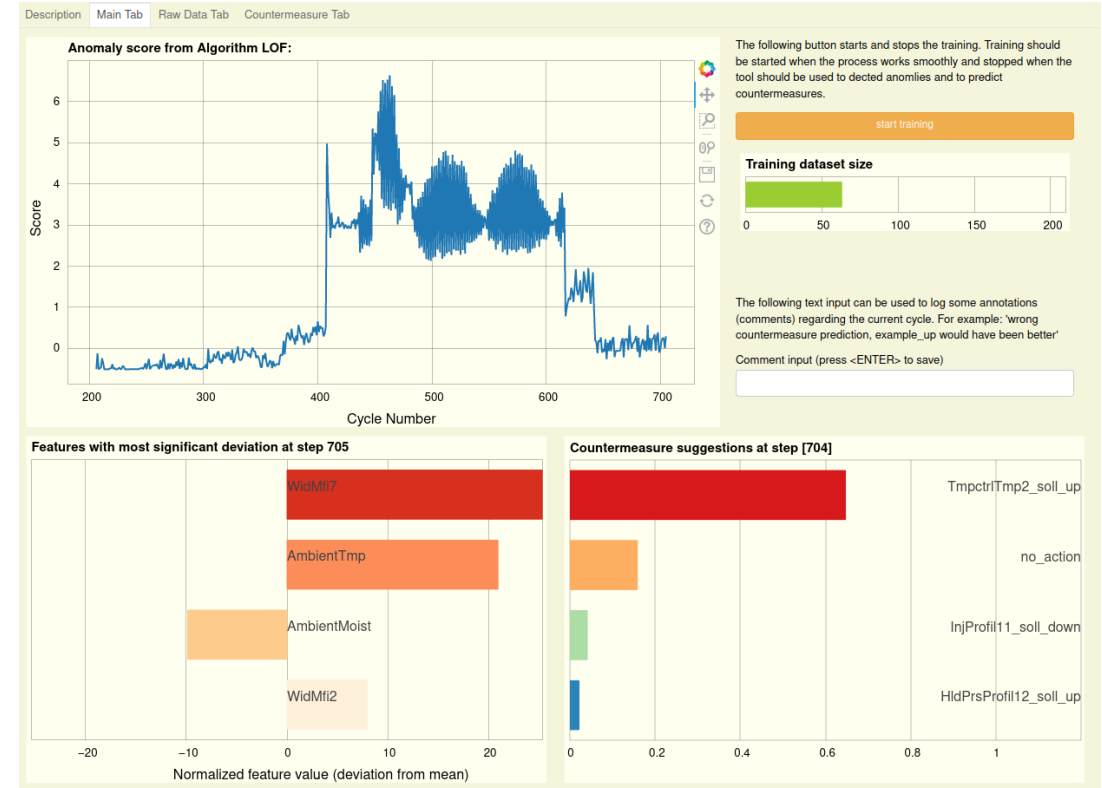 Description Main Tab Raw Data Tab Countermeasure Tab
Anomaly score from Algorithm LOF:
6
5
4
3
2
1
0
Score
200 300 400 500 600 700
Cycle Number
The following button starts and stops the training. Training should
be started when the process works smoothly and stopped when the
tool should be used to dected anomlies and to predict
countermeasures.
start training
Training dataset size
0 50 100 150 200
The following text input can be used to log some annotations
(comments) regarding the current cycle. For example: 'wrong
countermeasure prediction, example_up would have been better'
Comment input (press <ENTER> to save)
Features with most significant deviation at step 705
WidMfi7
AmbientTmp
AmbientMoist
WidMfi2
−20 −10 0 10 20
Normalized feature value (deviation from mean)
Countermeasure suggestions at step [704]
TmpctrlTmp2_soll_up
no_action
InjProfil11_soll_down
HldPrsProfil12_soll_up
0 0.2 0.4 0.6 0.8 1